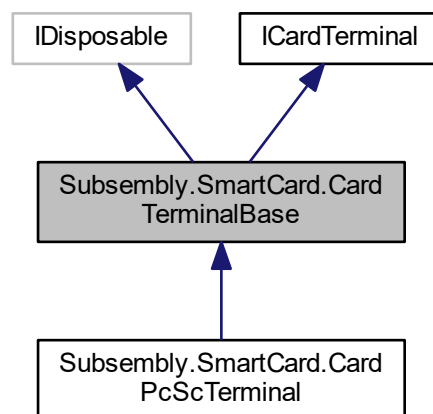 IDisposable
ICardTerminal
Subsembly.SmartCard.Card
TerminalBase
Subsembly.SmartCard.Card
PcScTerminal